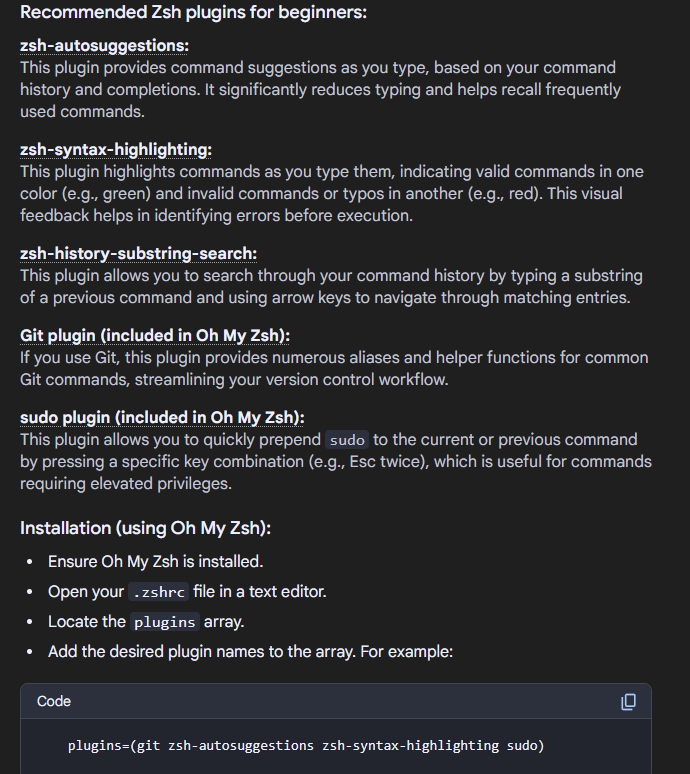 Recommended Zsh plugins for beginners:
zsh-autosuggestions:
This plugin provides command suggestions as you type, based on your command
history and completions. It significantly reduces typing and helps recall frequently
used commands.
zsh-syntax-highlighting:
This plugin highlights commands as you type them, indicating valid commands in one
color (e.g., green) and invalid commands or typos in another (e.g., red). This visual
feedback helps in identifying errors before execution.
zsh-history-substring-search:
This plugin allows you to search through your command history by typing a substring
of a previous command and using arrow keys to navigate through matching entries.
Git plugin (included in Oh My Zsh):
If you use Git, this plugin provides numerous aliases and helper functions for common
Git commands, streamlining your version control workflow.
sudo plugin (included in Oh My Zsh):
This plugin allows you to quickly prepend sudo to the current or previous command
by pressing a specific key combination (e.g., Esc twice), which is useful for commands
requiring elevated privileges.
Installation (using Oh My Zsh):
• Ensure Oh My Zsh is installed.
• Open your .zshrc file in a text editor.
• Locate the plugins array.
• Add the desired plugin names to the array. For example:
Code
plugins=(git zsh-autosuggestions zsh-syntax-highlighting sudo)